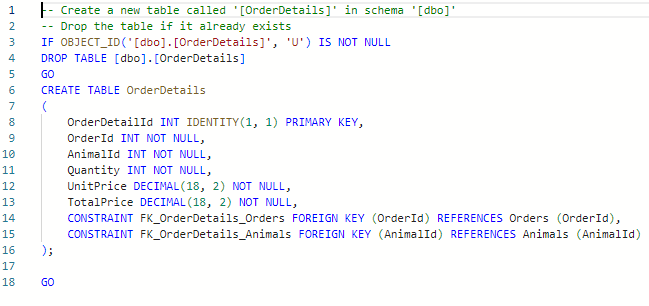 1 -- Create a new table called '[OrderDetails]' in schema '[dbo]'
2 -- Drop the table if it already exists
3 IF OBJECT_ID('[dbo].[OrderDetails]', 'U') IS NOT NULL
4 DROP TABLE [dbo].[OrderDetails]
5 GO
6 CREATE TABLE OrderDetails
7 (
8 OrderDetailId INT IDENTITY(1, 1) PRIMARY KEY,
9 OrderId INT NOT NULL,
10 AnimalId INT NOT NULL,
11 Quantity INT NOT NULL,
12 UnitPrice DECIMAL(18, 2) NOT NULL,
13 TotalPrice DECIMAL(18, 2) NOT NULL,
14 CONSTRAINT FK_OrderDetails_Orders FOREIGN KEY (OrderId) REFERENCES Orders (OrderId),
15 CONSTRAINT FK_OrderDetails_Animals FOREIGN KEY (AnimalId) REFERENCES Animals (AnimalId)
16 );
17
18 GO